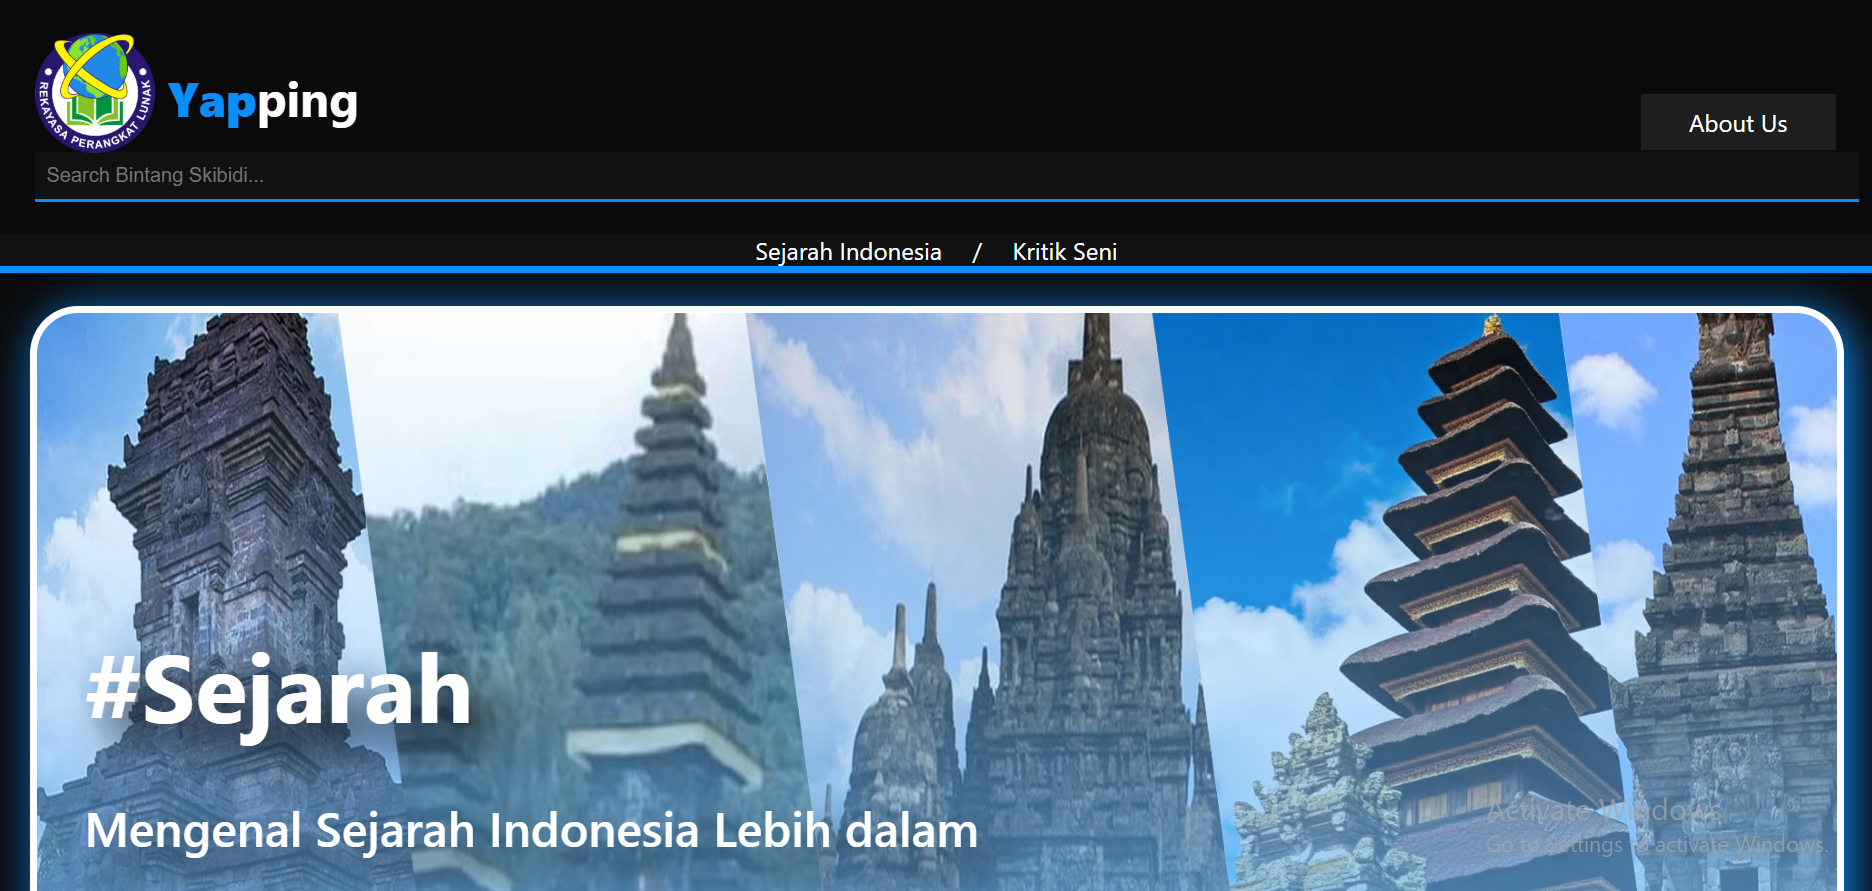 REKAYASA PERANGKAT LUNAK
Yapping
About Us
Search Bintang Skibidi...
Sejarah Indonesia / Kritik Seni
#Sejarah
Mengenal Sejarah Indonesia Lebih dalam
Activate Windows
Go to Settings to activate Windows.